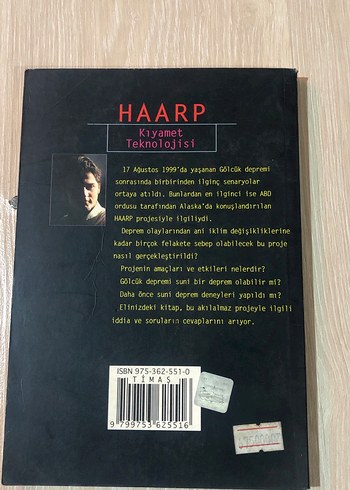 HAARP
Kıyamet
Teknolojisi
17 Ağustos 1999'da yaşanan Gölcük depremi
sonrasında birbirinden ilginç senaryolar
ortaya atıldı. Bunlardan en ilginci ise ABD
ordusu tarafından Alaska'da konuşlandırılan
HAARP projesiyle ilgiliydi.
Deprem olaylarından ani iklim değişikliklerine
kadar birçok felakete sebep olabilecek bu proje
nasıl gerçekleştirildi?
Projenin amaçları ve etkileri nelerdir?
Gölcük depremi suni bir deprem olabilir mi?
Daha önce suni deprem deneyleri yapıldı mı?
Elinizdeki kitap, bu akılalmaz projeyle ilgili
iddia ve soruların cevaplarını arıyor.
ISBN 975-362-551-0
TİMAŞ
9 799753 625516